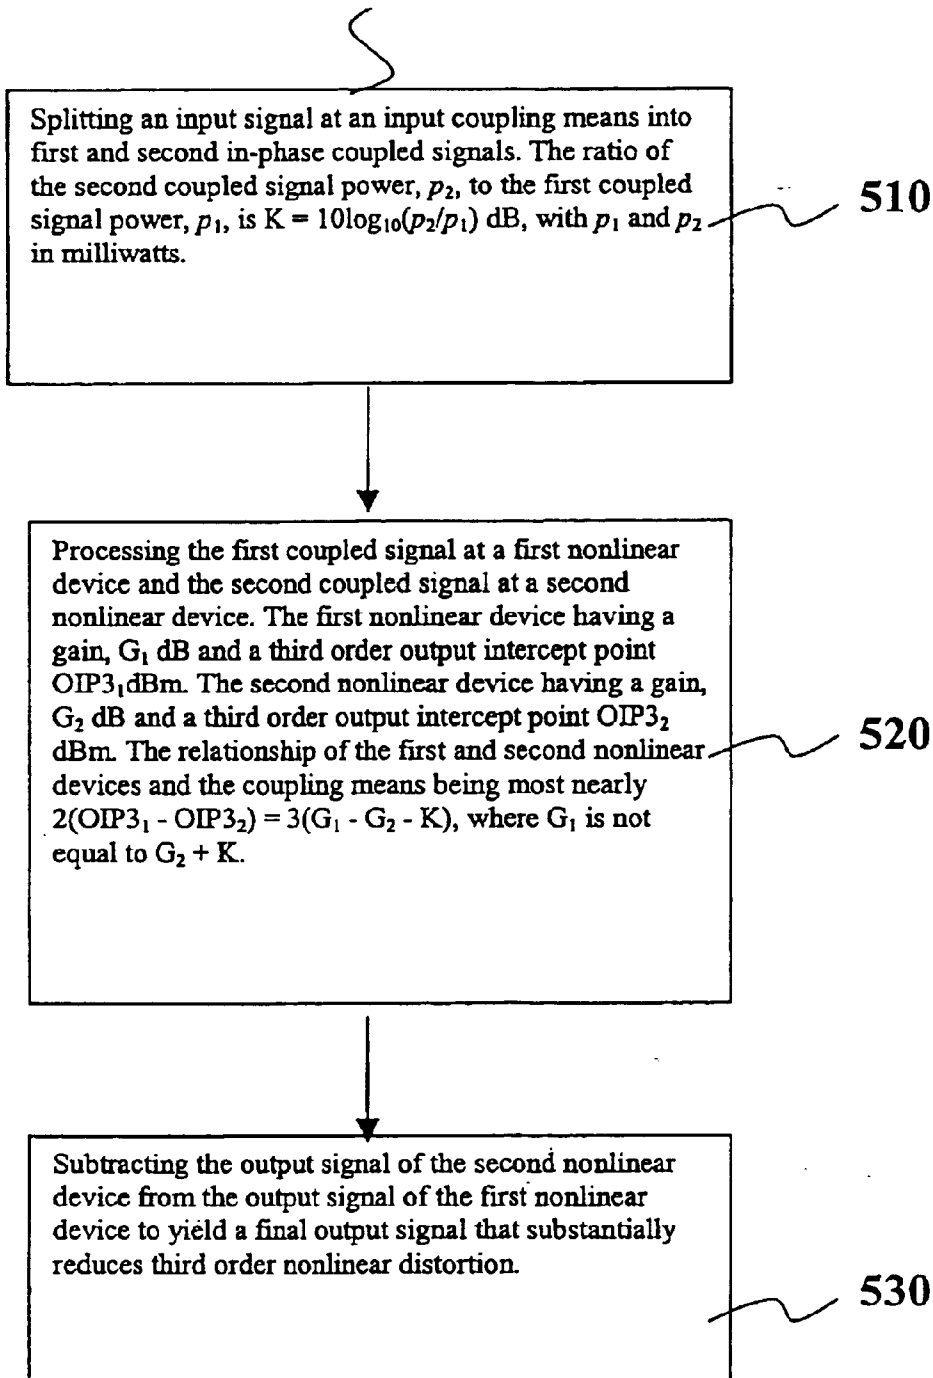 Splitting an input signal at an input coupling means into
first and second in-phase coupled signals. The ratio of
the second coupled signal power, p₂, to the first coupled
signal power, p₁, is K = 10log₁₀(p₂/p₁) dB, with p₁ and p₂
in milliwatts.
510
Processing the first coupled signal at a first nonlinear
device and the second coupled signal at a second
nonlinear device. The first nonlinear device having a
gain, G₁ dB and a third order output intercept point
OIP3₁dBm. The second nonlinear device having a gain,
G₂ dB and a third order output intercept point OIP3₂
dBm. The relationship of the first and second nonlinear
devices and the coupling means being most nearly
2(OIP3₁ - OIP3₂) = 3(G₁ - G₂ - K), where G₁ is not
equal to G₂ + K.
520
Subtracting the output signal of the second nonlinear
device from the output signal of the first nonlinear
device to yield a final output signal that substantially
reduces third order nonlinear distortion.
530